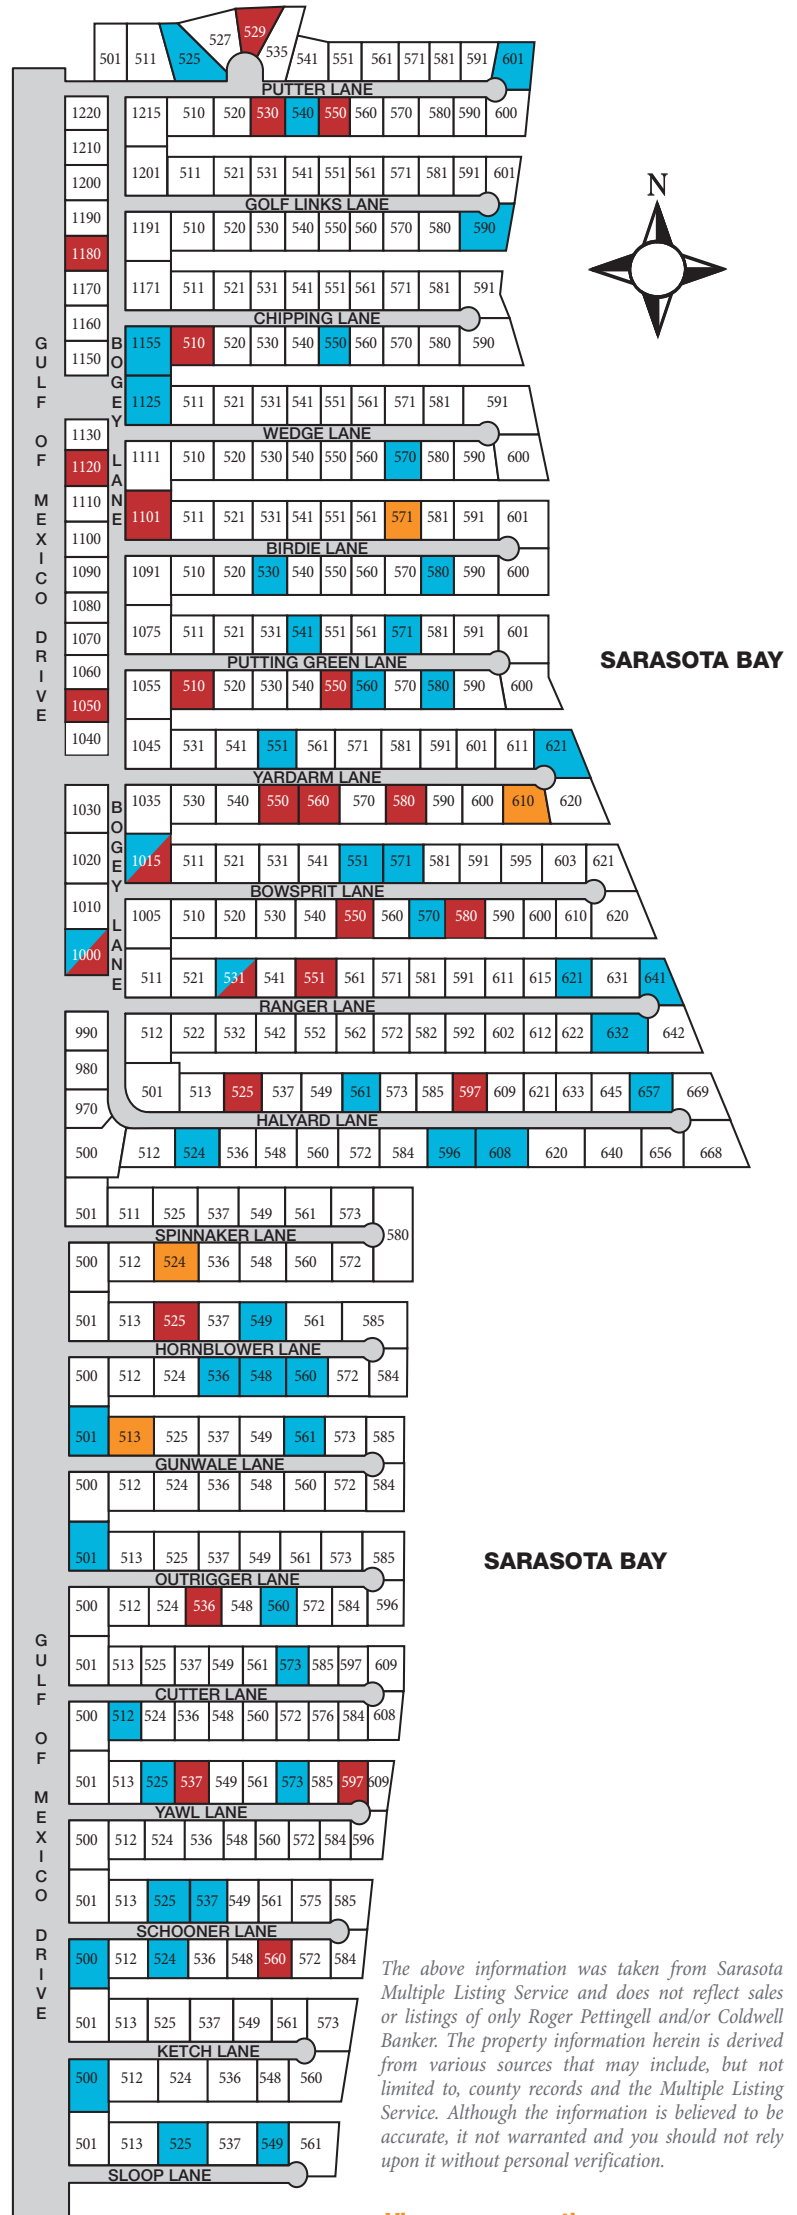 501 511 525 527 529 535 541 551 561 571 581 591 601
PUTTER LANE
1220 1215 510 520 530 540 550 560 570 580 590 600
1210
1200 1201 511 521 531 541 551 561 571 581 591 601
GOLF LINKS LANE
1190 1191 510 520 530 540 550 560 570 580 590
1180
1170 1171 511 521 531 541 551 561 571 581 591
CHIPPING LANE
1160
1150 1155 510 520 530 540 550 560 570 580 590
1125 511 521 531 541 551 561 571 581 591
WEDGE LANE
1130
1120 1111 510 520 530 540 550 560 570 580 590 600
1110 1101 511 521 531 541 551 561 571 581 591 601
1100
BIRDIE LANE
1090 1091 510 520 530 540 550 560 570 580 590 600
1080
1070 1075 511 521 531 541 551 561 571 581 591 601
PUTTING GREEN LANE
1060
1050 1055 510 520 530 540 550 560 570 580 590 600
1040 1045 531 541 551 561 571 581 591 601 611 621
YARDARM LANE
1030 1035 530 540 550 560 570 580 590 600 610 620
1020 1015 511 521 531 541 551 571 581 591 595 603 621
BOWSPRIT LANE
1010 1005 510 520 530 540 550 560 570 580 590 600 610 620
1000
511 521 531 541 551 561 571 581 591 611 615 621 631 641
RANGER LANE
990 512 522 532 542 552 562 572 582 592 602 612 622 632 642
980
970 501 513 525 537 549 561 573 585 597 609 621 633 645 657 669
HALYARD LANE
500 512 524 536 548 560 572 584 596 608 620 640 656 668
501 511 525 537 549 561 573 580
SPINNAKER LANE
500 512 524 536 548 560 572
501 513 525 537 549 561 585
HORNBLOWER LANE
500 512 524 536 548 560 572 584
501 513 525 537 549 561 573 585
GUNWALE LANE
500 512 524 536 548 560 572 584
501 513 525 537 549 561 573 585
OUTRIGGER LANE
500 512 524 536 548 560 572 584 596
501 513 525 537 549 561 573 585 597 609
CUTTER LANE
500 512 524 536 548 560 572 576 584 608
501 513 525 537 549 561 573 585 597 609
YAWL LANE
500 512 524 536 548 560 572 584 596
501 513 525 537 549 561 575 585
SCHOONER LANE
500 512 524 536 548 560 572 584
501 513 525 537 549 561 573
KETCH LANE
500 512 524 536 548 560
501 513 525 537 549 561
SLOOP LANE
GULF OF MEXICO DRIVE
GULF OF MEXICO DRIVE
BOGEY LANE
BOGEY LANE
N
SARASOTA BAY
SARASOTA BAY
The above information was taken from Sarasota
Multiple Listing Service and does not reflect sales
or listings of only Roger Pettingell and/or Coldwell
Banker. The property information herein is derived
from various sources that may include, but not
limited to, county records and the Multiple Listing
Service. Although the information is believed to be
accurate, it not warranted and you should not rely
upon it without personal verification.